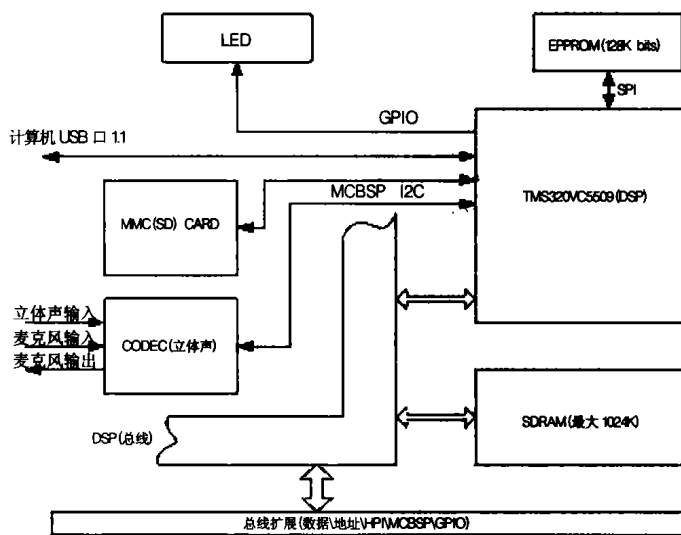 LED
EPPROM(128K bits)
SPI
GPIO
计算机 USB 口 1.1
TMS320VC5509(DSP)
MCBSP I2C
MMC(SD) CARD
立体声输入
麦克风输入
麦克风输出
CODEC(立体声)
SDRAM(最大 1024K)
DSP(总线)
总线扩展(数据\地址\HPI\MCBSP\GPIO)